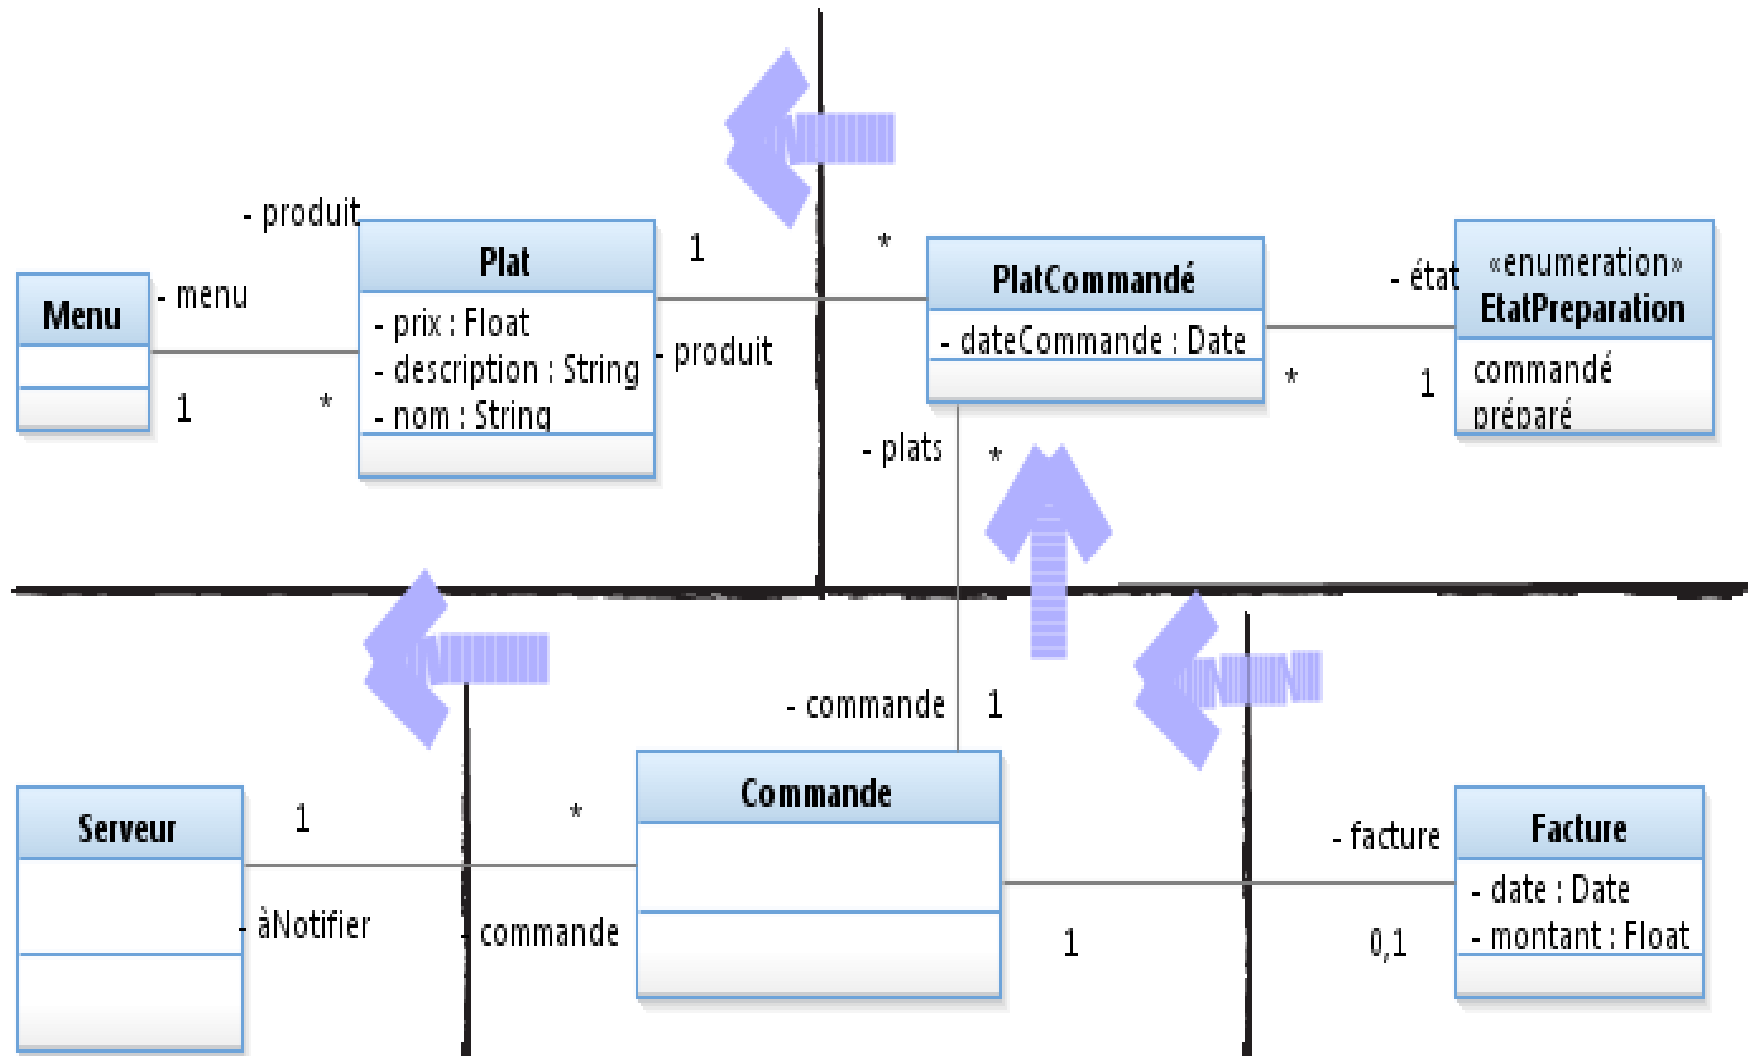 - produit
Menu
- menu
1
*
Plat
- prix : Float
- description : String
- nom : String
1
*
- produit
PlatCommandé
- dateCommande : Date
- état
*
1
«enumeration»
EtatPreparation
commandé
préparé
- plats
*
- commande
1
Serveur
1
*
- àNotifier
- commande
Commande
1
- facture
0,1
Facture
- date : Date
- montant : Float